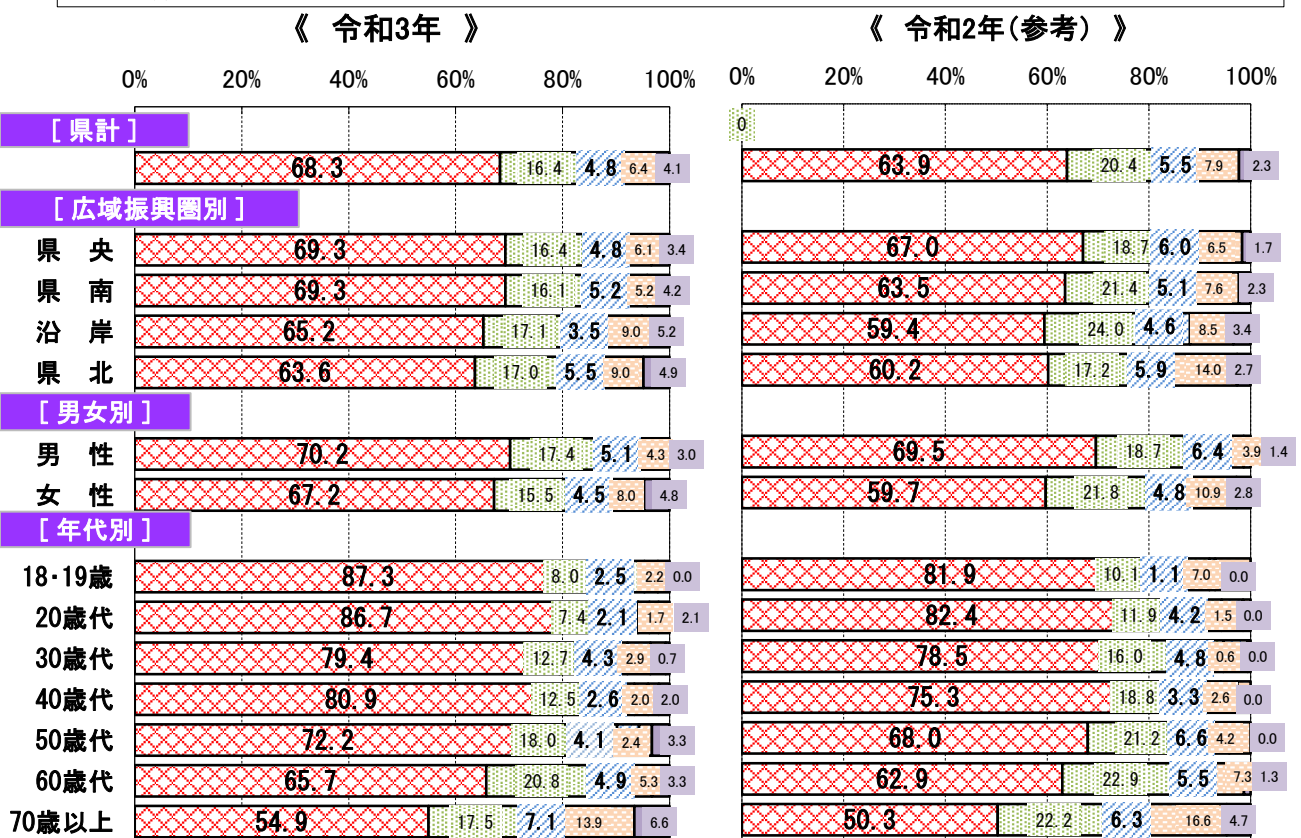 《 令和3年 》 《 令和2年(参考) 》
0% 20% 40% 60% 80% 100% 0% 20% 40% 60% 80% 100%
[ 県計 ] 0
68.3 16.4 4.8 6.4 4.1 63.9 20.4 5.5 7.9 2.3
[ 広域振興圏別 ]
県 央 69.3 16.4 4.8 6.1 3.4 67.0 18.7 6.0 6.5 1.7
県 南 69.3 16.1 5.2 5.2 4.2 63.5 21.4 5.1 7.6 2.3
沿 岸 65.2 17.1 3.5 9.0 5.2 59.4 24.0 4.6 8.5 3.4
県 北 63.6 17.0 5.5 9.0 4.9 60.2 17.2 5.9 14.0 2.7
[ 男女別 ]
男 性 70.2 17.4 5.1 4.3 3.0 69.5 18.7 6.4 3.9 1.4
女 性 67.2 15.5 4.5 8.0 4.8 59.7 21.8 4.8 10.9 2.8
[ 年代別 ]
18・19歳 87.3 8.0 2.5 2.2 0.0 81.9 10.1 1.1 7.0 0.0
20歳代 86.7 7.4 2.1 1.7 2.1 82.4 11.9 4.2 1.5 0.0
30歳代 79.4 12.7 4.3 2.9 0.7 78.5 16.0 4.8 0.6 0.0
40歳代 80.9 12.5 2.6 2.0 2.0 75.3 18.8 3.3 2.6 0.0
50歳代 72.2 18.0 4.1 2.4 3.3 68.0 21.2 6.6 4.2 0.0
60歳代 65.7 20.8 4.9 5.3 3.3 62.9 22.9 5.5 7.3 1.3
70歳以上 54.9 17.5 7.1 13.9 6.6 50.3 22.2 6.3 16.6 4.7